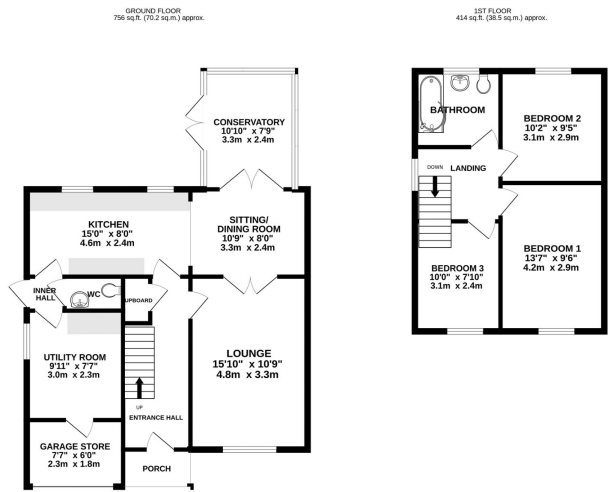 GROUND FLOOR
756 sq.ft. (70.2 sq.m.) approx.
CONSERVATORY
10'10" x 7'9"
3.3m x 2.4m
KITCHEN
15'0" x 8'0"
4.6m x 2.4m
SITTING/
DINING ROOM
10'9" x 8'0"
3.3m x 2.4m
INNER
HALL
WC
UPBOARD
UTILITY ROOM
9'11" x 7'7"
3.0m x 2.3m
LOUNGE
15'10" x 10'9"
4.8m x 3.3m
UP
ENTRANCE HALL
GARAGE STORE
7'7" x 6'0"
2.3m x 1.8m
PORCH
1ST FLOOR
414 sq.ft. (38.5 sq.m.) approx.
BATHROOM
BEDROOM 2
10'2" x 9'5"
3.1m x 2.9m
DOWN
LANDING
BEDROOM 1
13'7" x 9'6"
4.2m x 2.9m
BEDROOM 3
10'0" x 7'10"
3.1m x 2.4m